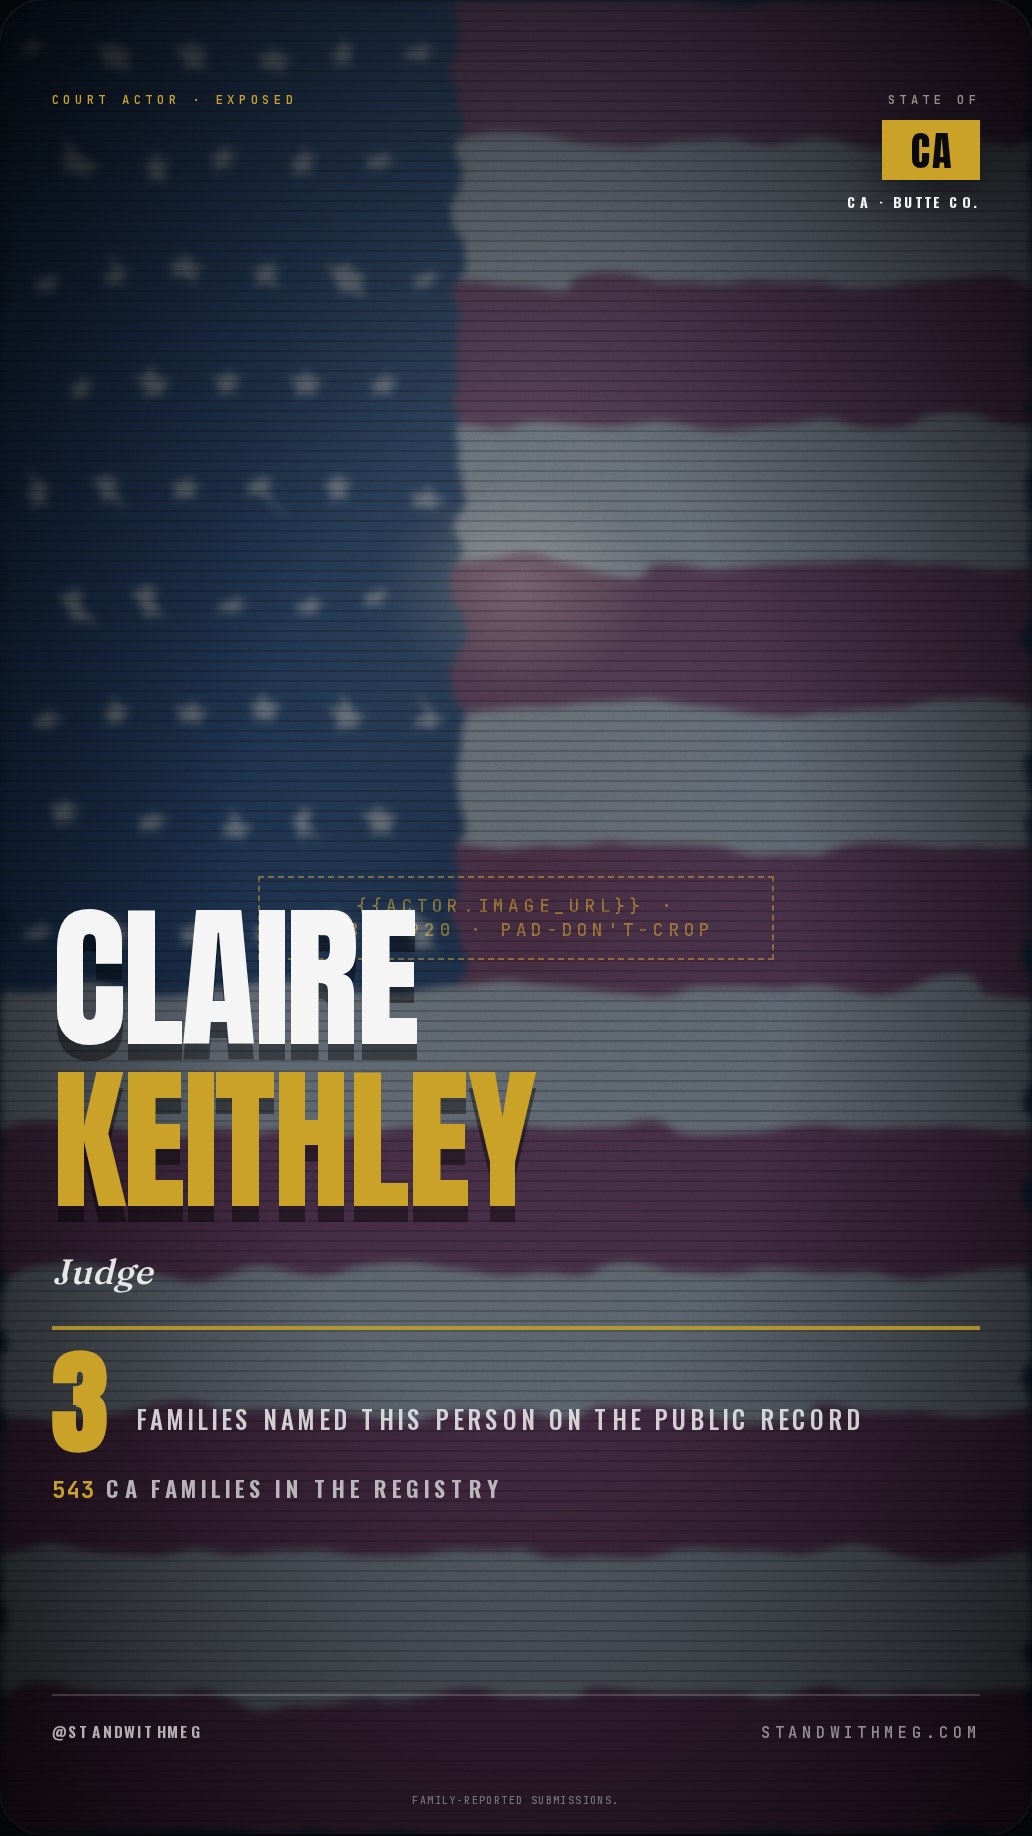 COURT ACTOR · EXPOSED
STATE OF
CA
CA · BUTTE CO.
{{ACTOR.IMAGE_URL}} ·
20 · PAD-DON'T-CROP
CLAIRE
KEITHLEY
Judge
3 FAMILIES NAMED THIS PERSON ON THE PUBLIC RECORD
543 CA FAMILIES IN THE REGISTRY
@STANDWITHMEG
STANDWITHMEG.COM
FAMILY-REPORTED SUBMISSIONS.